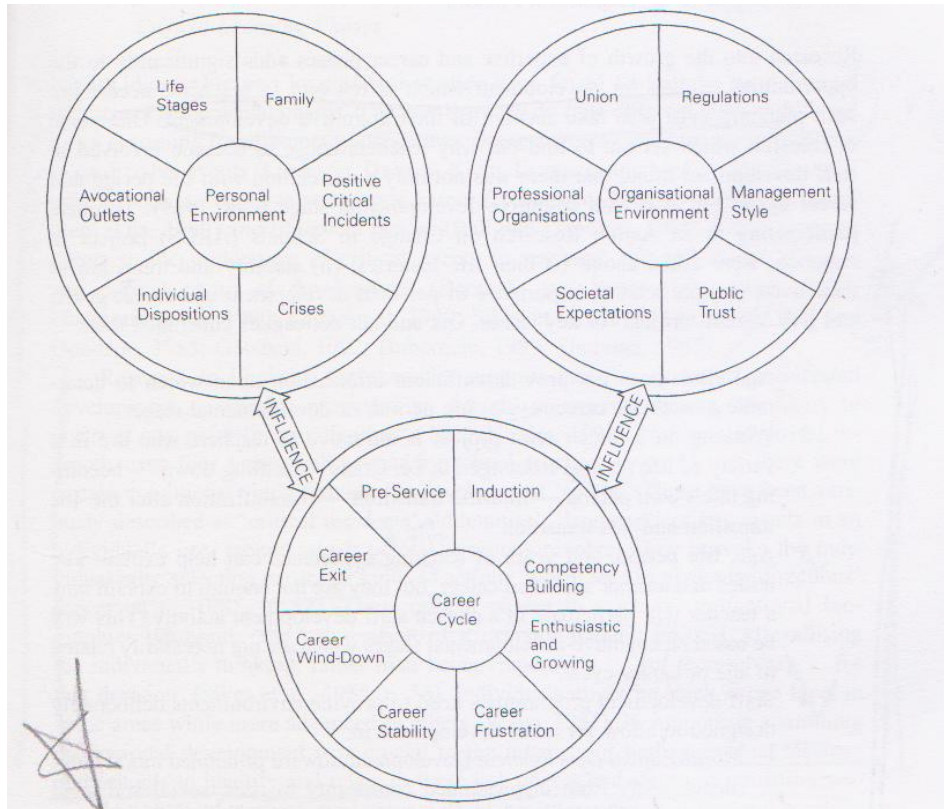 Life
Stages
Family
Avocational
Outlets
Personal
Environment
Positive
Critical
Incidents
Individual
Dispositions
Crises
Union
Regulations
Professional
Organisations
Organisational
Environment
Management
Style
Societal
Expectations
Public
Trust
INFLUENCE
INFLUENCE
Pre-Service
Induction
Career
Exit
Competency
Building
Career
Cycle
Career
Wind-Down
Enthusiastic
and
Growing
Career
Stability
Career
Frustration